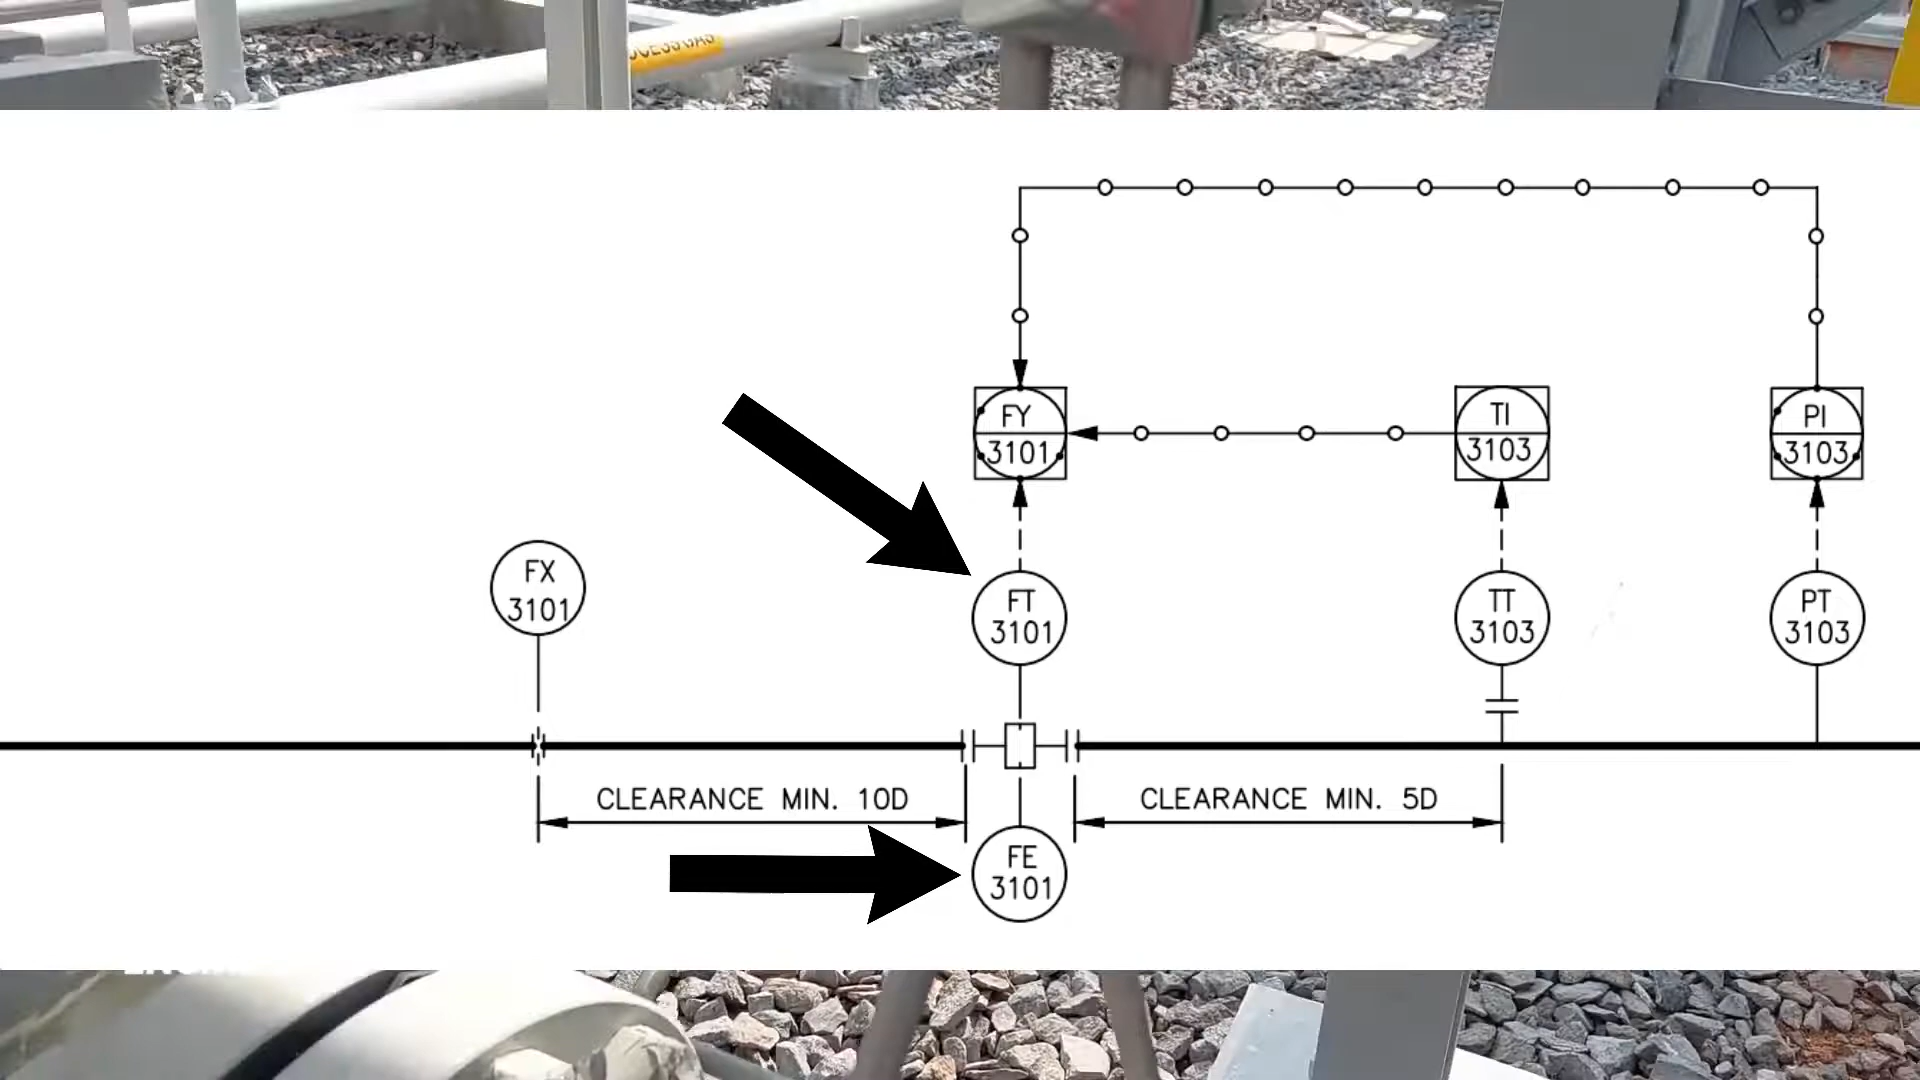 FY
3101
TI
3103
PI
3103
FX
3101
FT
3101
TT
3103
PT
3103
CLEARANCE MIN. 10D
CLEARANCE MIN. 5D
FE
3101